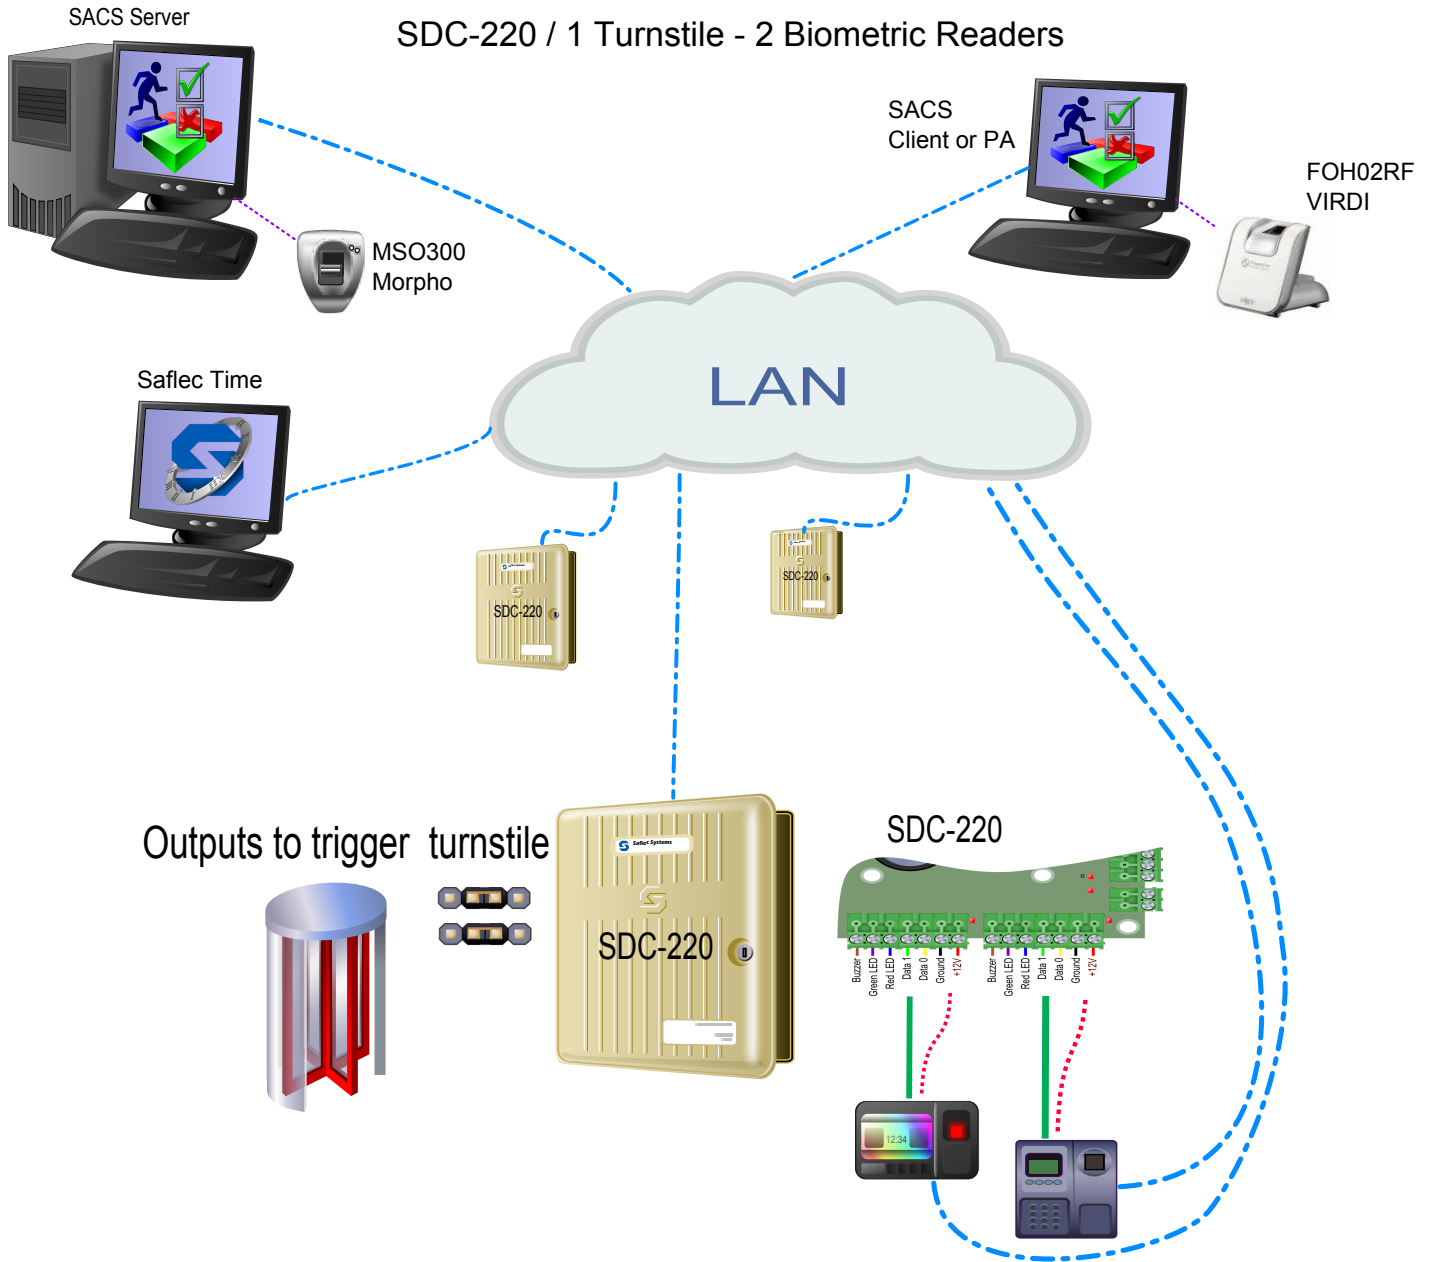 SACS Server
SDC-220 / 1 Turnstile - 2 Biometric Readers
SACS
Client or PA
FOH02RF
VIRDI
MSO300
Morpho
LAN
Saflec Time
SDC-220
SDC-220
Outputs to trigger turnstile
Saflec Systems
SDC-220
SDC-220
Buzzer
Green LED
Red LED
Data 1
Data 0
Ground
+12V
Buzzer
Green LED
Red LED
Data 1
Data 0
Ground
+12V
12:34